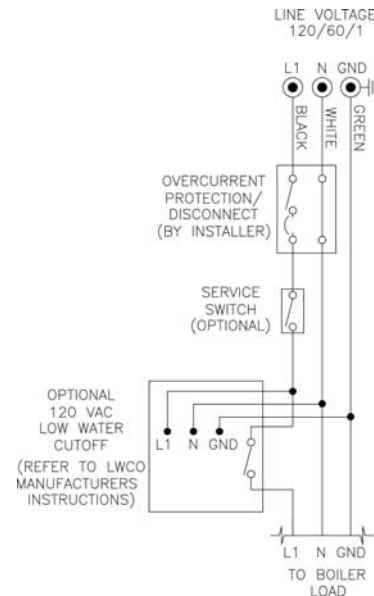 LINE VOLTAGE
120/60/1
L1 N GND
BLACK
WHITE
GREEN
OVERCURRENT
PROTECTION/
DISCONNECT
(BY INSTALLER)
SERVICE
SWITCH
(OPTIONAL)
OPTIONAL
120 VAC
LOW WATER
CUTOFF
(REFER TO LWCO
MANUFACTURERS
INSTRUCTIONS)
L1 N GND
L1 N GND
TO BOILER
LOAD